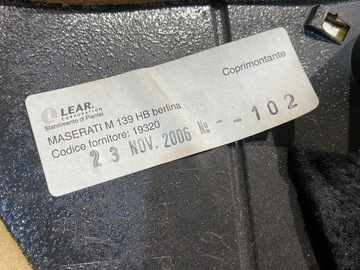 LEAR.
CORPORATION
Stabilimento di Pianfei
Coprimontante
MASERATI M 139 HB berlina
Codice fornitore: 19320
23 NOV. 2006 № --102